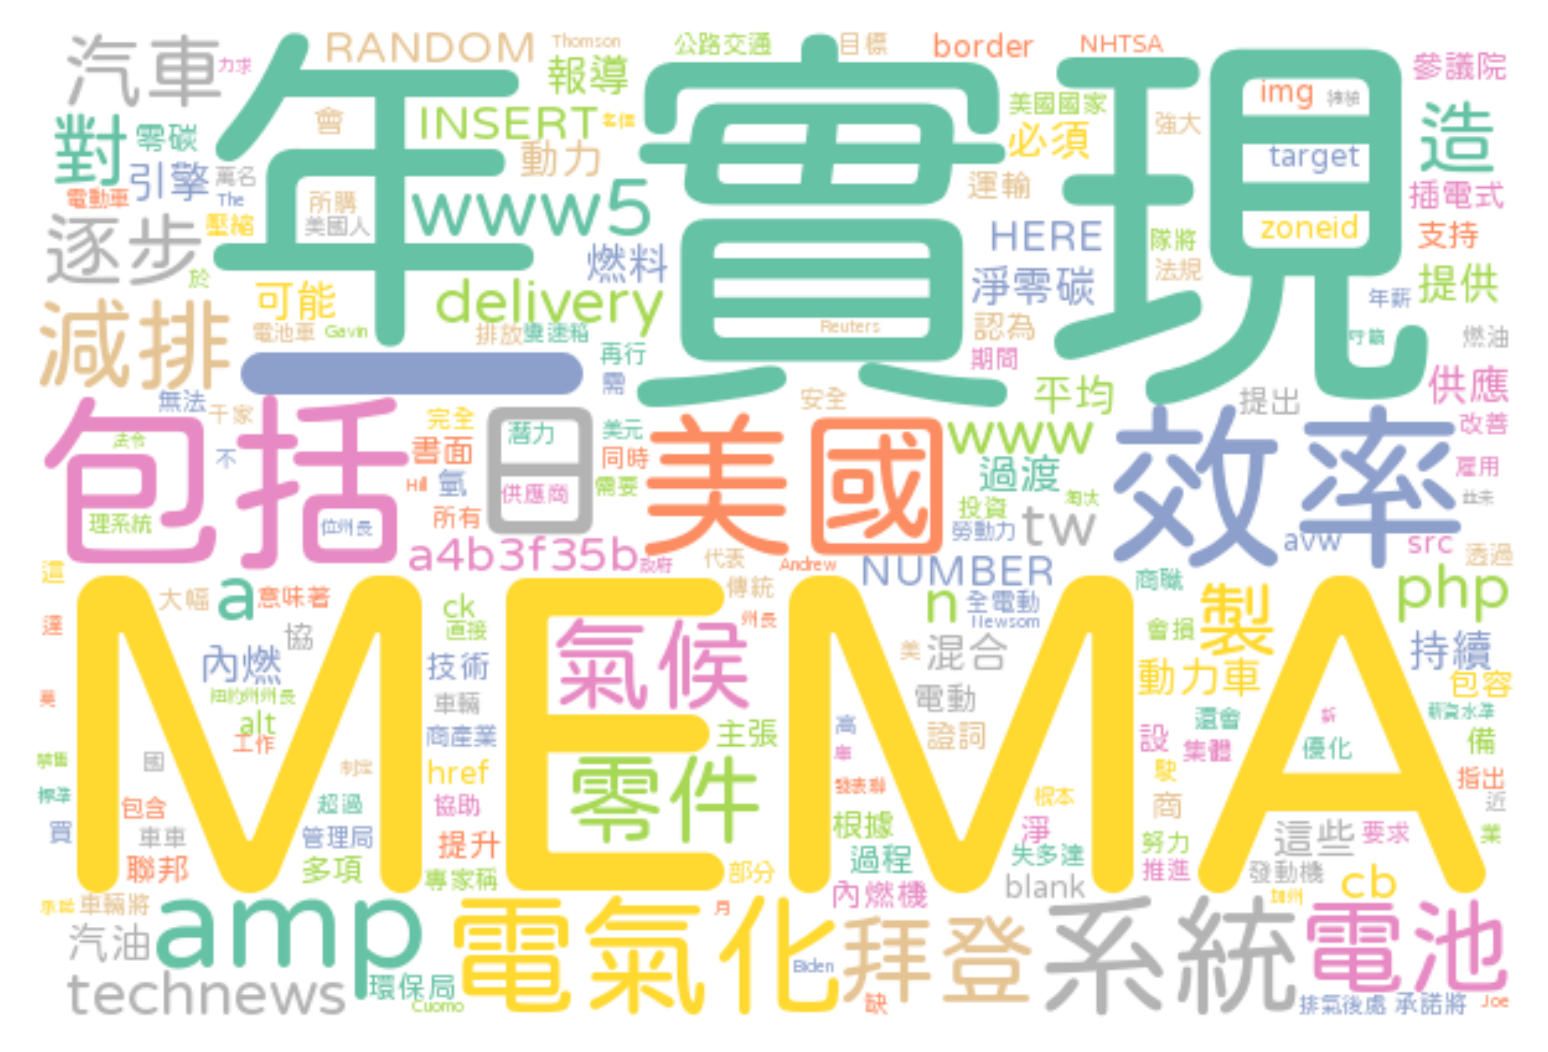 汽車
力求
RANDOM
Thomson
公路交通
目標
border
NHTSA
參議院
年
實現
報導
img
對
零碳
會
INSERT
美國國家
強大
造
引擎
萬名
動力
必須
target
電動車
The
所購
www5
運輸
插電式
逐步
壓縮
美國人
燃料
HERE
隊將
zoneid
支持
於
可能
delivery
淨零碳
法規
年薪
提供
減排
電池車
Gavin
排放
變速箱
Reuters
認為
呼籲
燃油
一
再行
需
期間
供應
無法
千家
安全
平均
提出
包括
法令
不
完全
書面
日
潛力
美元
美國
www
效率
改善
Hill
氫
供應商
同時
需要
過渡
淘汰
雇用
理系統
位州長
所有
投資
勞動力
tw
avw
src
a4b3f35b
政府
代表
Andrew
NUMBER
透過
這
大幅
a
意味著
MEMA
ck
直接
傳統
州長
n
全電動
Newsom
商職
php
達
協
氣候
美
混合
會損
製
持續
內燃
技術
紐約州州長
車輛
電動
動力車
包容
alt
工作
商產業
主張
高
證詞
設
還會
集體
新
優化
薪資水準
備
銷售
國
制定
href
零件
車
駛
指出
標準
包含
超過
協助
發表聯
根本
商
近
買
車車
管理局
提升
根據
淨
努力
這些
要求
業
聯邦
多項
專家稱
部分
過程
失多達
推進
發動機
cb
內燃機
blank
加州
承諾
車輛將
amp
電氣化
月
拜登
系統
電池
汽油
technews
環保局
Cuomo
Biden
缺
排氣後處
承諾將
Joe